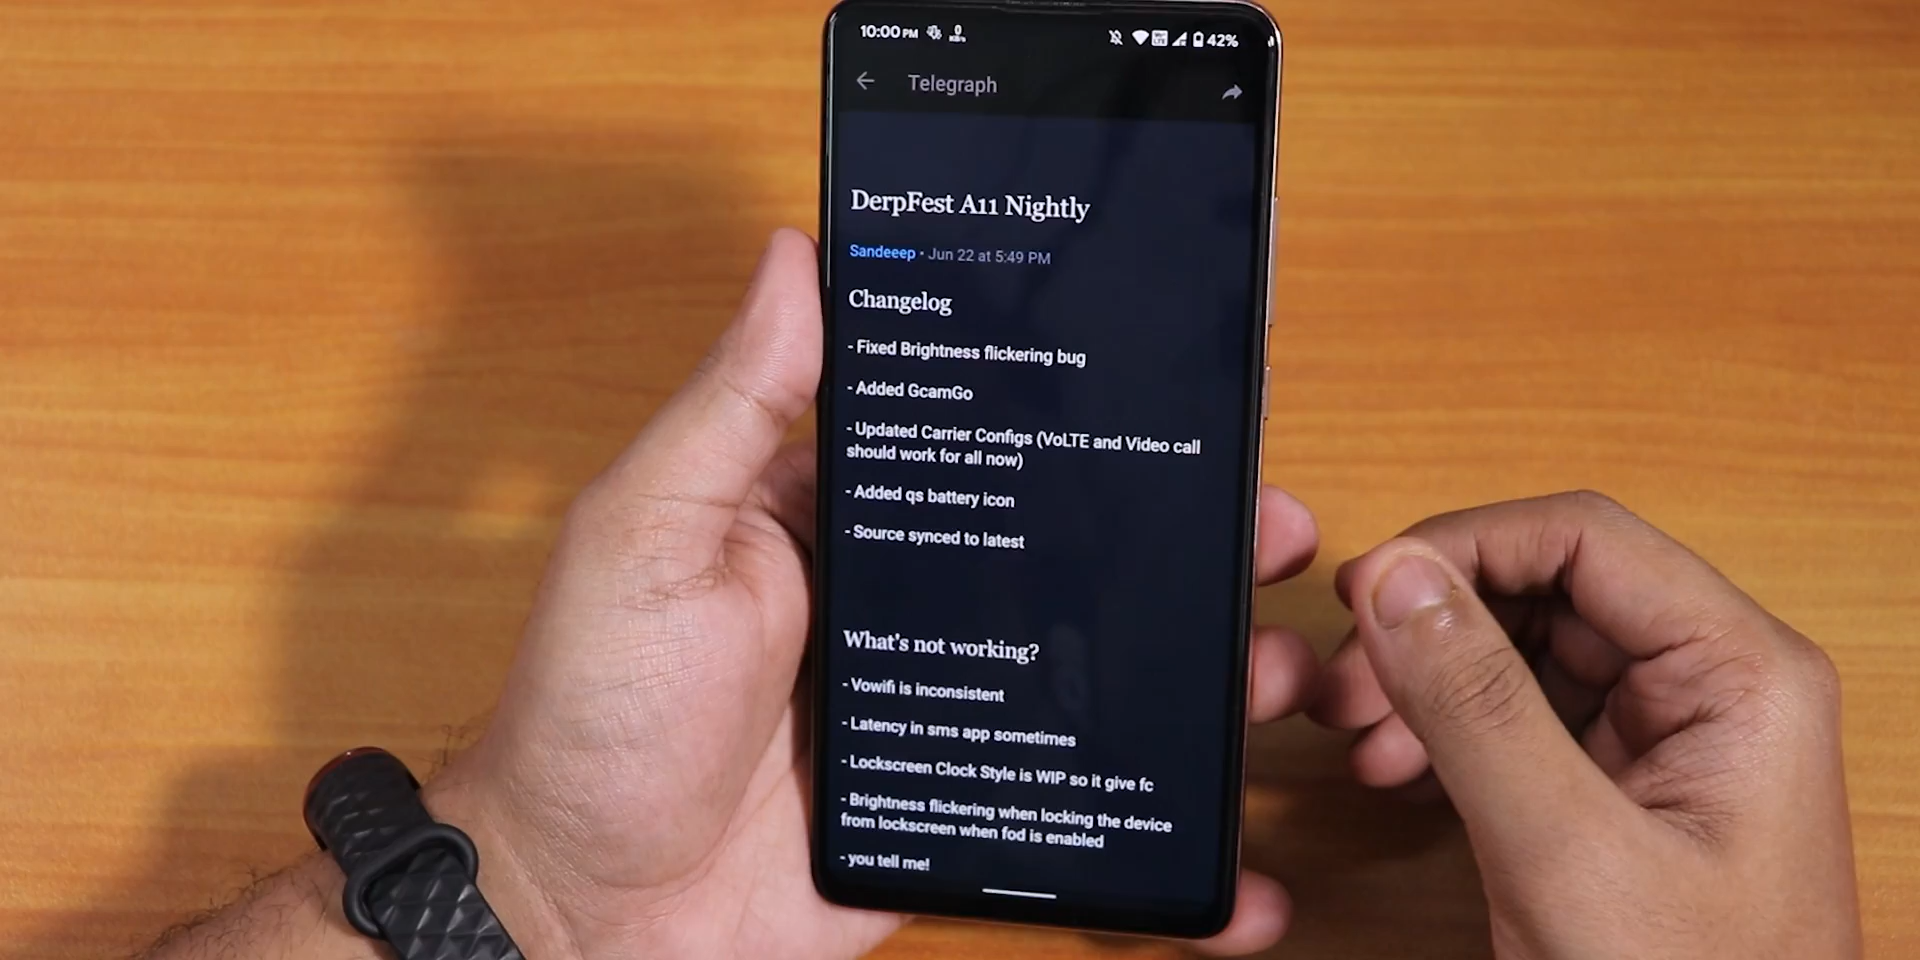 10:00 PM 0 KB/s 42%
Telegraph
DerpFest A11 Nightly
Sandeeep · Jun 22 at 5:49 PM
Changelog
- Fixed Brightness flickering bug
- Added GcamGo
- Updated Carrier Configs (VoLTE and Video call
should work for all now)
- Added qs battery icon
- Source synced to latest
What's not working?
- Vowifi is inconsistent
- Latency in sms app sometimes
- Lockscreen Clock Style is WIP so it give fc
- Brightness flickering when locking the device
from lockscreen when fod is enabled
- you tell me!